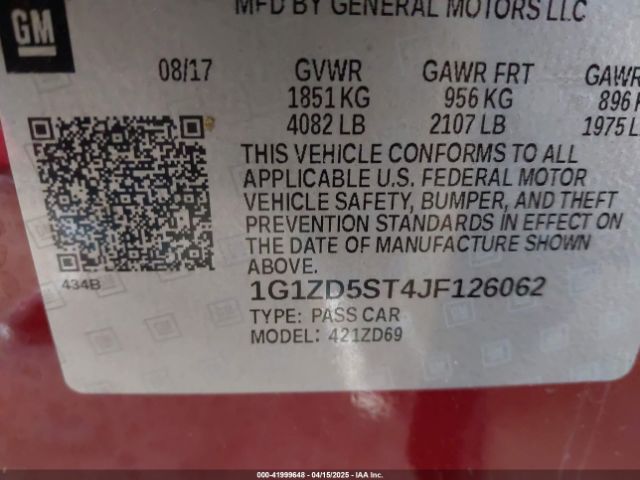 MFD BY GENERAL MOTORS LLC
GM
08/17 GVWR GAWR FRT GAWR
1851 KG 956 KG 896 K
4082 LB 2107 LB 1975 L
THIS VEHICLE CONFORMS TO ALL
APPLICABLE U.S. FEDERAL MOTOR
VEHICLE SAFETY, BUMPER, AND THEFT
PREVENTION STANDARDS IN EFFECT ON
THE DATE OF MANUFACTURE SHOWN
ABOVE.
434B
1G1ZD5ST4JF126062
TYPE: PASS CAR
MODEL: 421ZD69
000-41999648 - 04/15/2025 - IAA Inc.